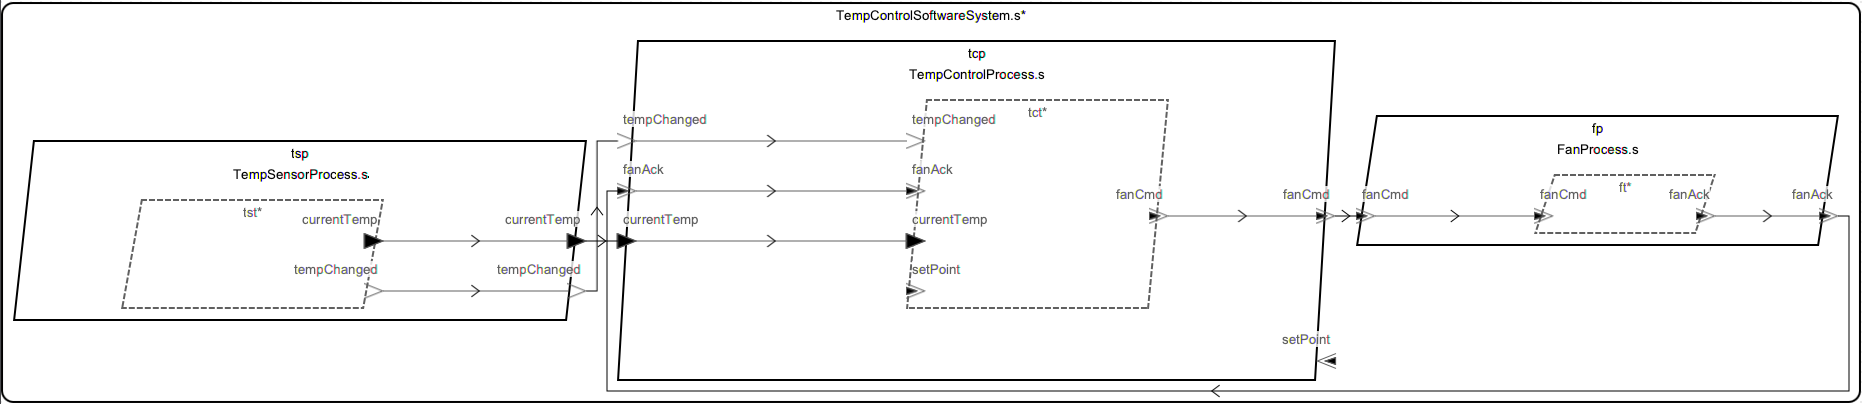 TempControlSoftwareSystem.s*
tcp
TempControlProcess.s
tempChanged
tempChanged
tct*
fanAck
fanAck
currentTemp
currentTemp
setPoint
fanCmd
fanCmd
setPoint
tsp
TempSensorProcess.s
tst*
currentTemp
currentTemp
tempChanged
tempChanged
fp
FanProcess.s
fanCmd
fanCmd
ft*
fanAck
fanAck